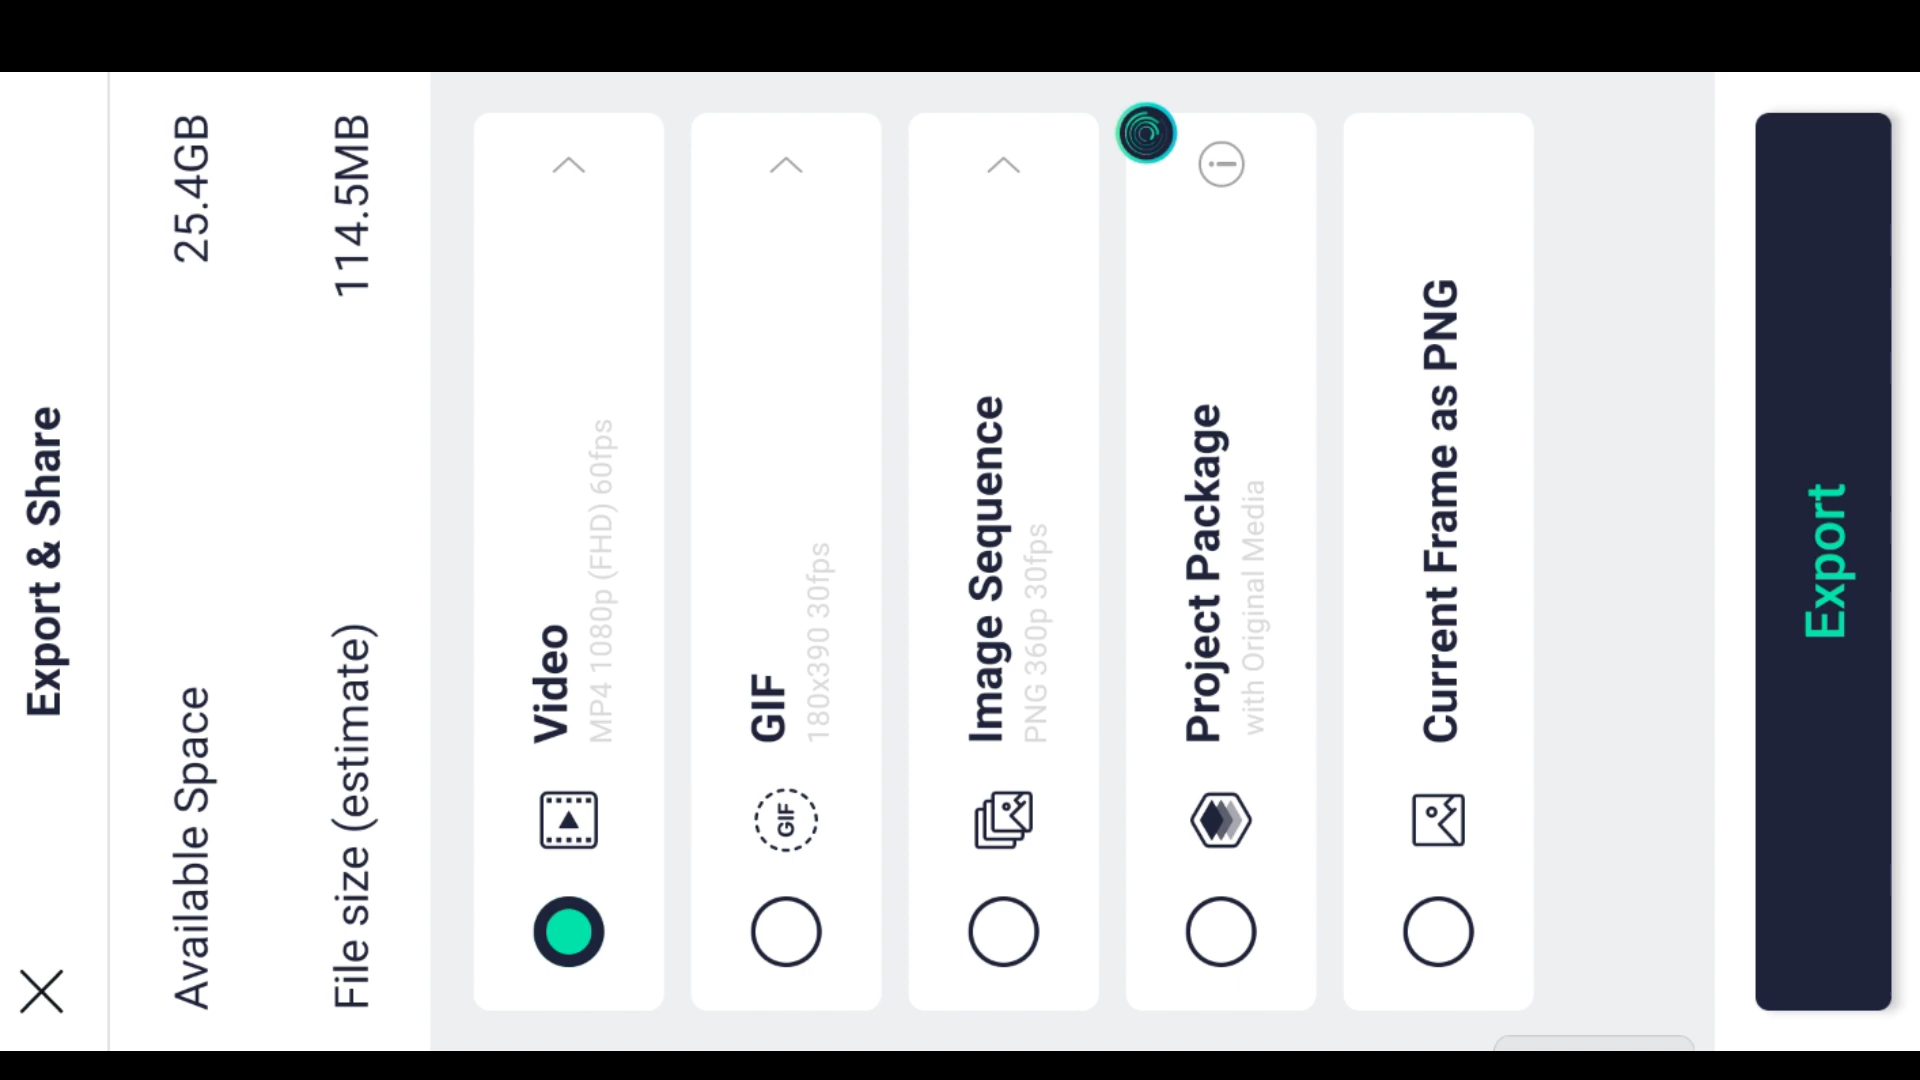 Export & Share
Available Space 25.4GB
File size (estimate) 114.5MB
Video
MP4 1080p (FHD) 60fps
GIF
GIF
180x390 30fps
Image Sequence
PNG 360p 30fps
Project Package
with Original Media
Current Frame as PNG
Export